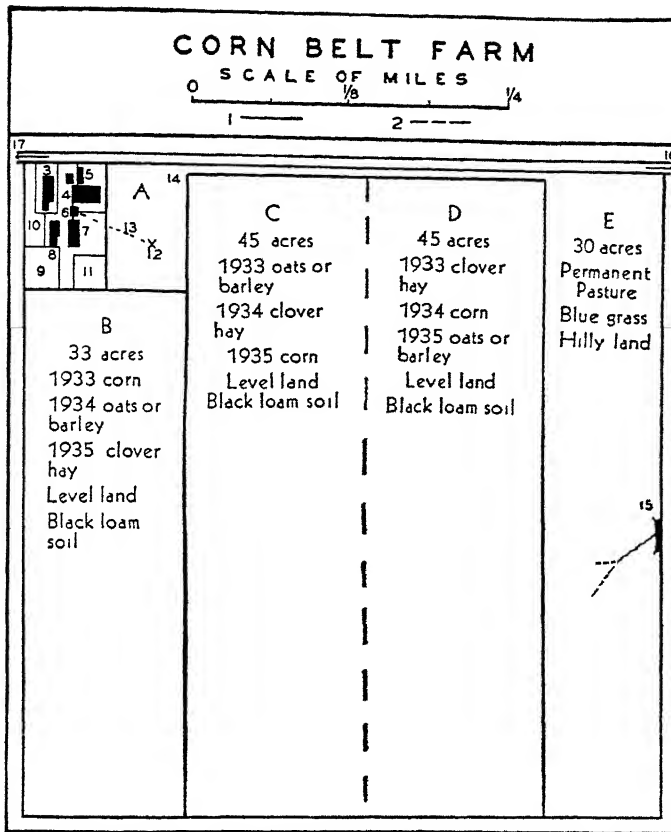 CORN BELT FARM
SCALE OF MILES
0 1/8 1/4
1 2
17
3 5 A 14
4
6
10 7 13
12
8
9 11
B
33 acres
1933 corn
1934 oats or
barley
1935 clover
hay
Level land
Black loam
soil
C
45 acres
1933 oats or
barley
1934 clover
hay
1935 corn
Level land
Black loam soil
D
45 acres
1933 clover
hay
1934 corn
1935 oats or
barley
Level land
Black loam soil
E
30 acres
Permanent
Pasture
Blue grass
Hilly land
15